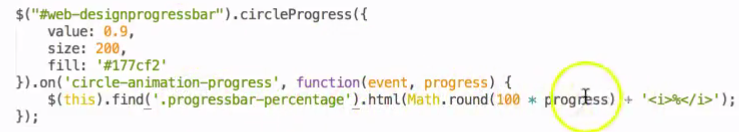 $("#web-designprogressbar").circleProgress({
    value: 0.9,
    size: 200,
    fill: '#177cf2'
}).on('circle-animation-progress', function(event, progress) {
    $(this).find('.progressbar-percentage').html(Math.round(100 * progress) + '<i>%</i>');
});